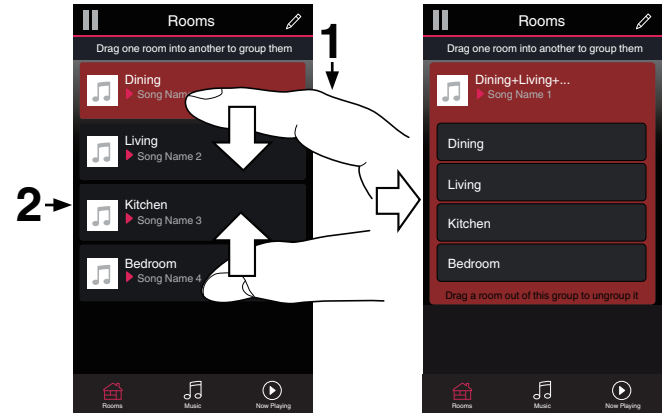 Rooms
Drag one room into another to group them
1
Dining
Song Nam
Living
Song Name 2
2
Kitchen
Song Name 3
Bedroom
Song Name 4
Rooms
Music
Now Playing
Rooms
Drag one room into another to group them
Dining+Living+...
Song Name 1
Dining
Living
Kitchen
Bedroom
Drag a room out of this group to ungroup it
Rooms
Music
Now Playing